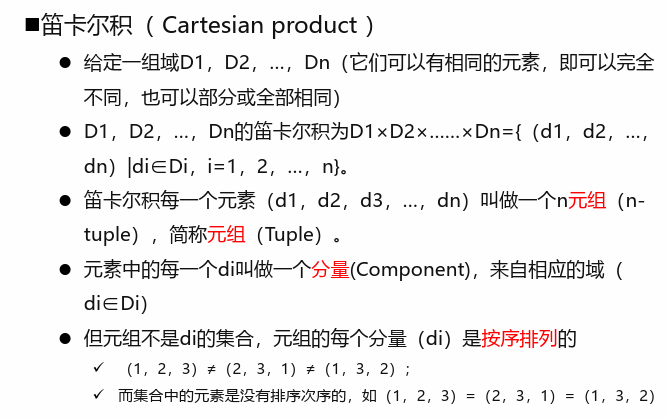 ■笛卡尔积（ Cartesian product ）
● 给定一组域D1，D2，…，Dn（它们可以有相同的元素，即可以完全
不同，也可以部分或全部相同）
● D1，D2，…，Dn的笛卡尔积为D1×D2×……×Dn={（d1，d2，…，
dn）|di∈Di，i=1，2，…，n}。
● 笛卡尔积每一个元素（d1，d2，d3，…，dn）叫做一个n元组（n-
tuple），简称元组（Tuple）。
● 元素中的每一个di叫做一个分量(Component)，来自相应的域（
di∈Di）
● 但元组不是di的集合，元组的每个分量（di）是按序排列的
✓ （1，2，3）≠（2，3，1）≠（1，3，2）；
✓ 而集合中的元素是没有排序次序的，如（1，2，3）=（2，3，1）=（1，3，2）